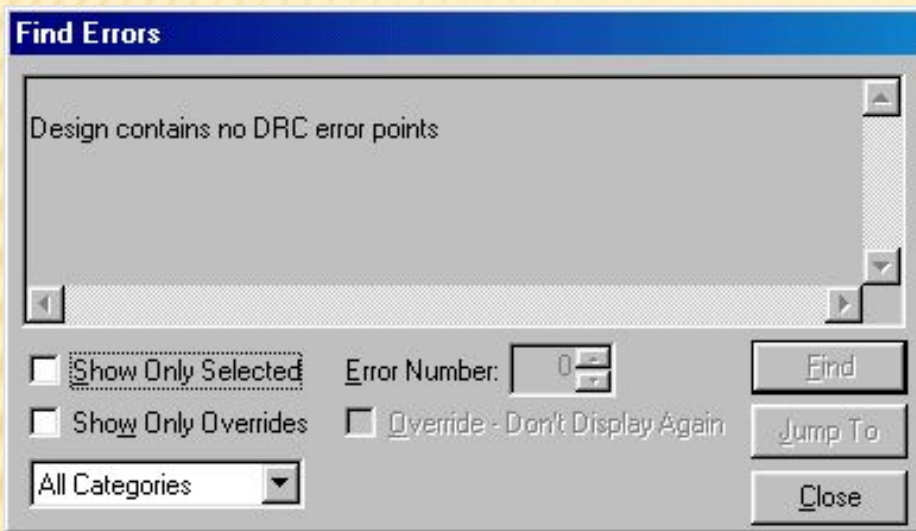 Find Errors
Design contains no DRC error points
Show Only Selected
Error Number: 0
Find
Show Only Overrides
Override - Don't Display Again
Jump To
All Categories
Close